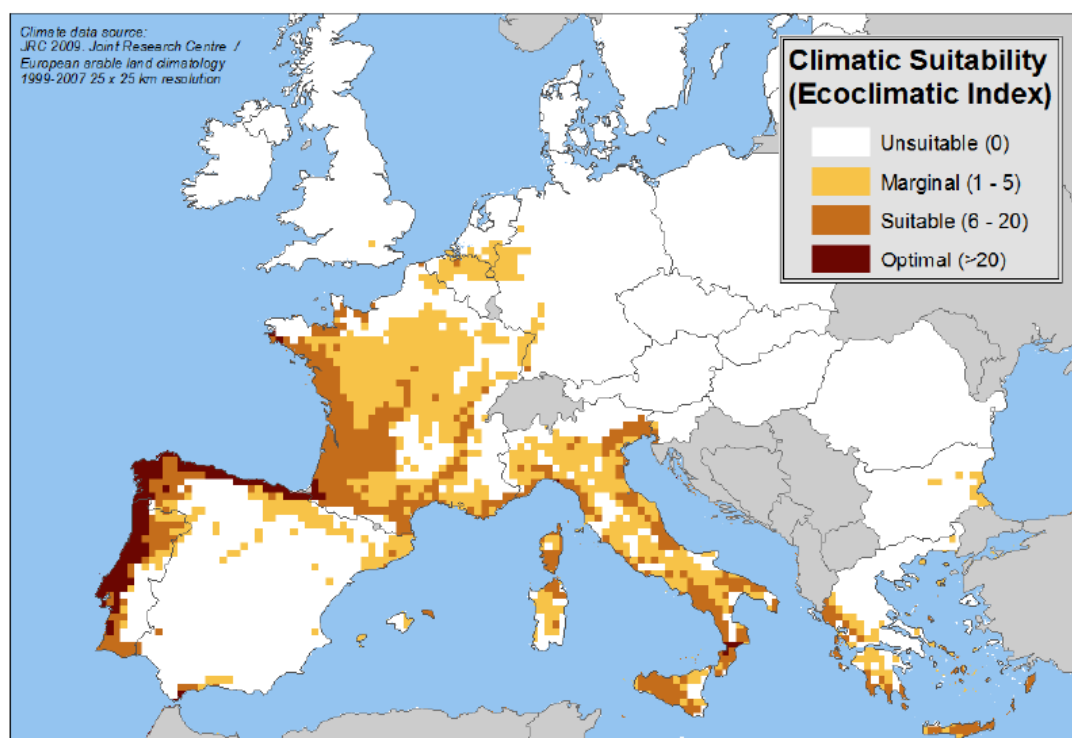 Climate data source:
JRC 2009. Joint Research Centre /
European arable land climatology
1999-2007 25 x 25 km resolution
Climatic Suitability
(Ecoclimatic Index)
Unsuitable (0)
Marginal (1 - 5)
Suitable (6 - 20)
Optimal (>20)